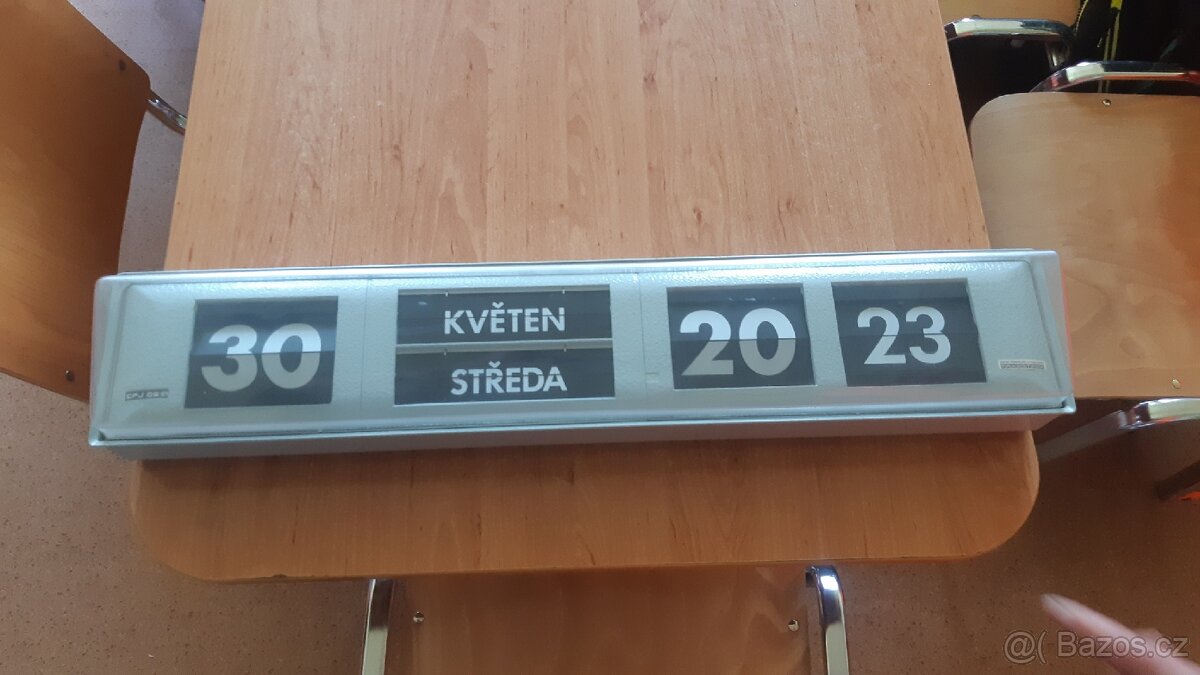 30
KVĚTEN
STŘEDA
20
23
@( Bazos.cz